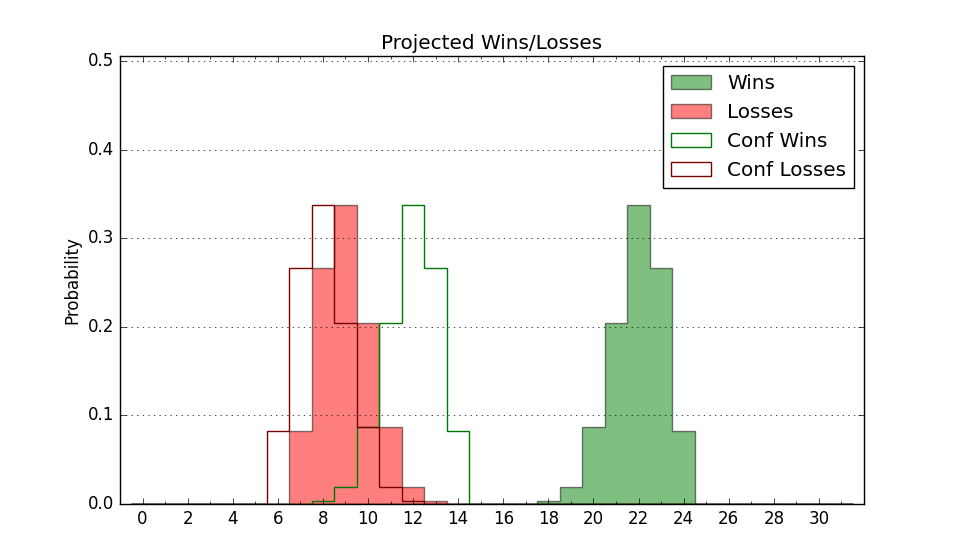 Projected Wins/Losses
0.5
0.4
0.3
0.2
0.1
0.0
Probability
Wins
Losses
Conf Wins
Conf Losses
0 2 4 6 8 10 12 14 16 18 20 22 24 26 28 30